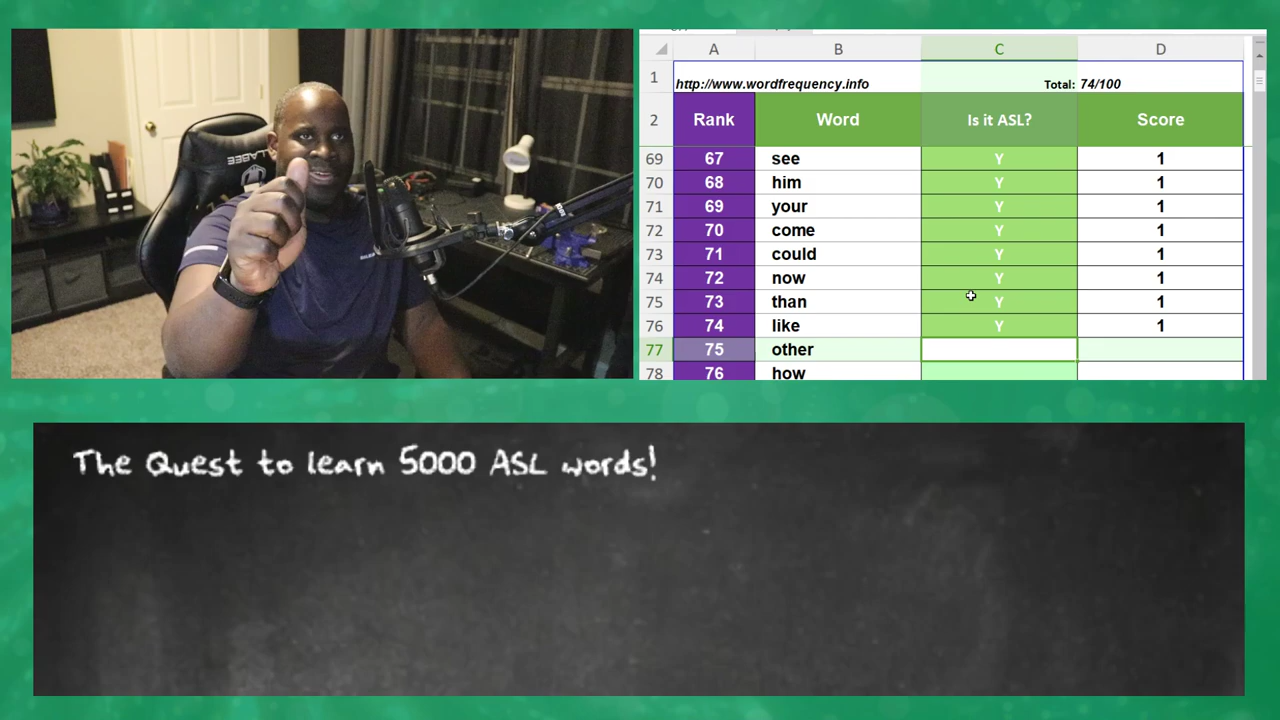 LABEE
A B C D
1 http://www.wordfrequency.info Total: 74/100
2 Rank Word Is it ASL? Score
69 67 see Y 1
70 68 him Y 1
71 69 your Y 1
72 70 come Y 1
73 71 could Y 1
74 72 now Y 1
75 73 than Y 1
76 74 like Y 1
77 75 other
78 76 how
The Quest to learn 5000 ASL words!